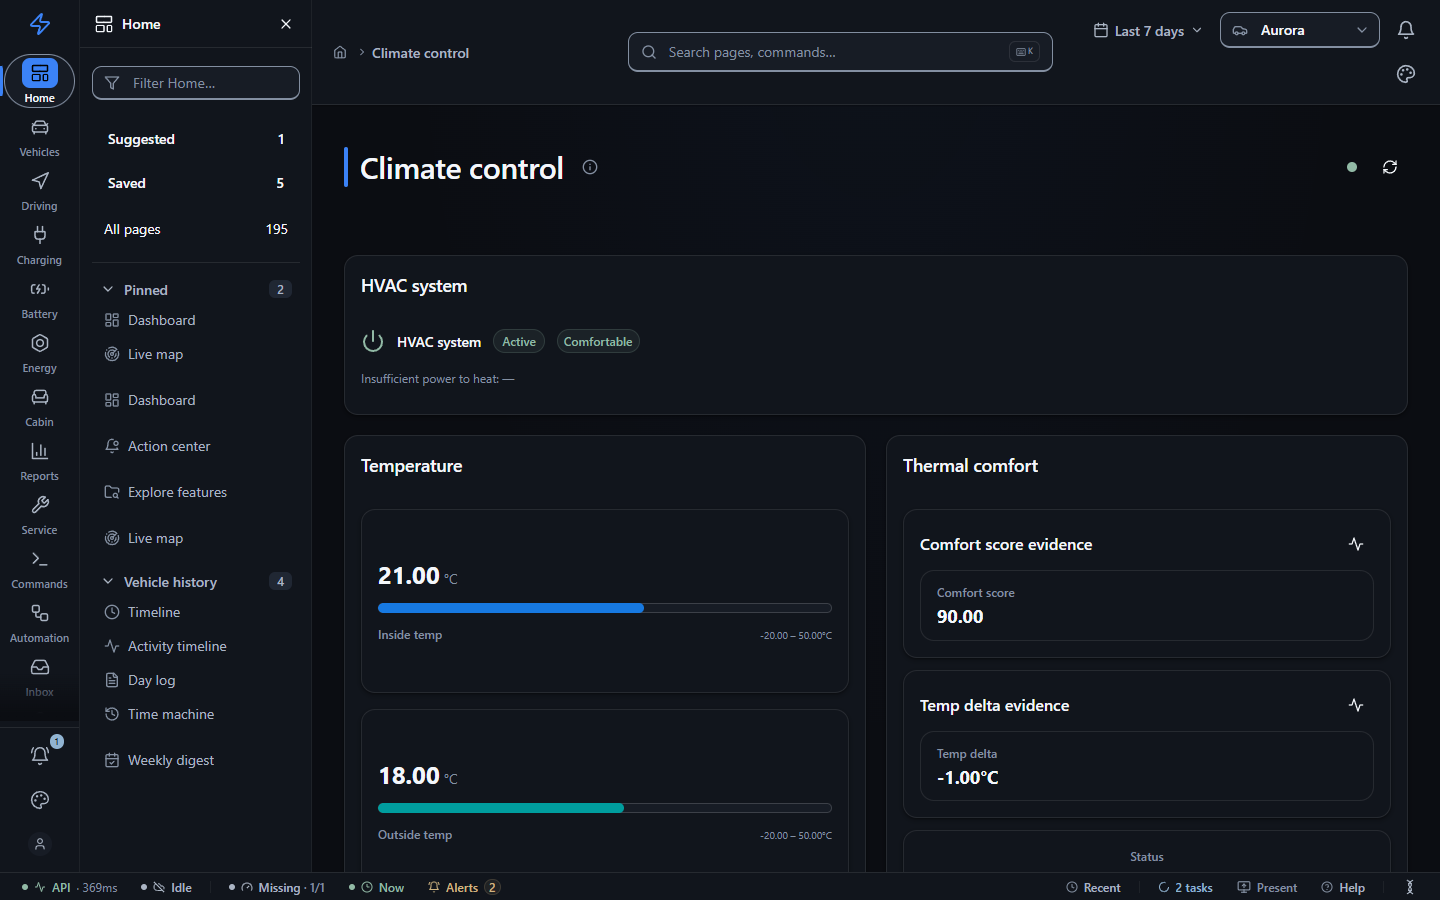 Home
Vehicles
Driving
Charging
Battery
Energy
Cabin
Reports
Service
Commands
Automation
Inbox
1
Home
Filter Home...
Suggested 1
Saved 5
All pages 195
Pinned 2
Dashboard
Live map
Dashboard
Action center
Explore features
Live map
Vehicle history 4
Timeline
Activity timeline
Day log
Time machine
Weekly digest
Climate control
Search pages, commands... K
Last 7 days
Aurora
Climate control
HVAC system
HVAC system Active Comfortable
Insufficient power to heat: —
Temperature
21.00 °C
Inside temp -20.00 – 50.00°C
18.00 °C
Outside temp -20.00 – 50.00°C
Thermal comfort
Comfort score evidence
Comfort score
90.00
Temp delta evidence
Temp delta
-1.00°C
Status
API · 369ms Idle Missing · 1/1 Now Alerts 2 Recent 2 tasks Present Help